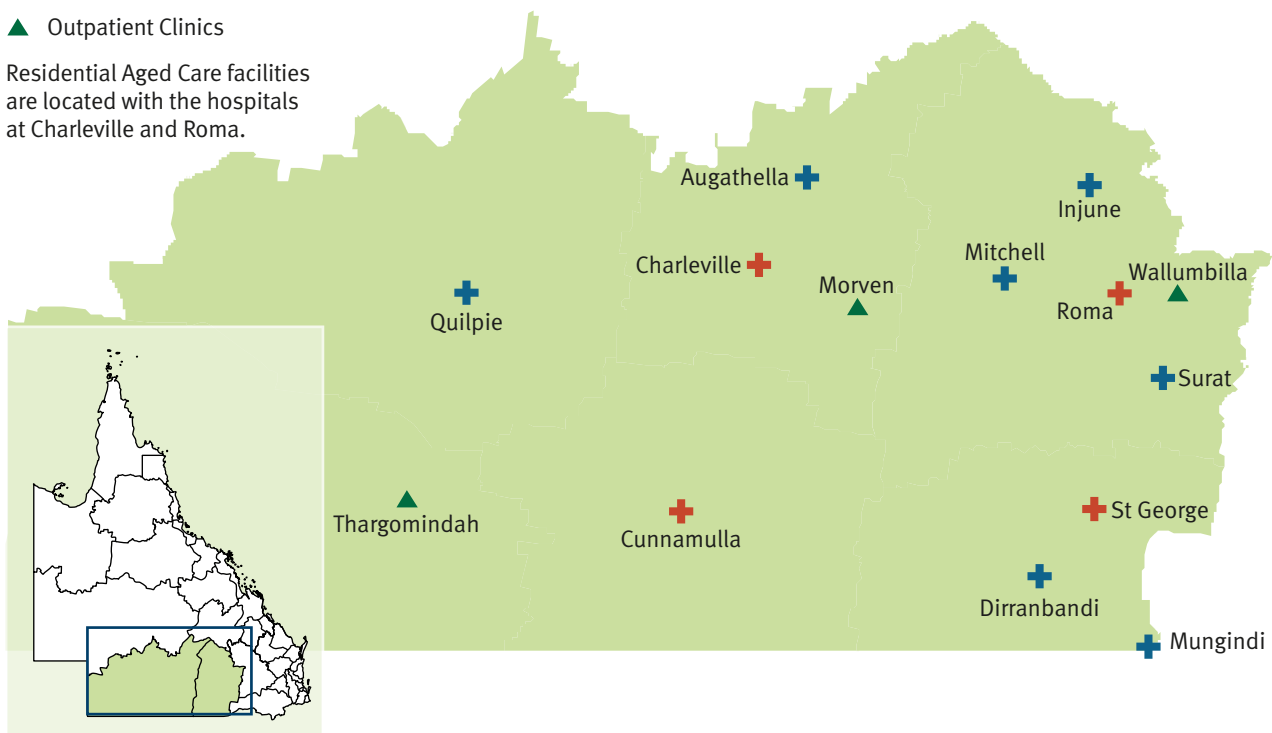 Outpatient Clinics
Residential Aged Care facilities
are located with the hospitals
at Charleville and Roma.
Augathella
Injune
Mitchell
Charleville
Wallumbilla
Morven
Roma
Quilpie
Surat
St George
Thargomindah
Cunnamulla
Dirranbandi
Mungindi